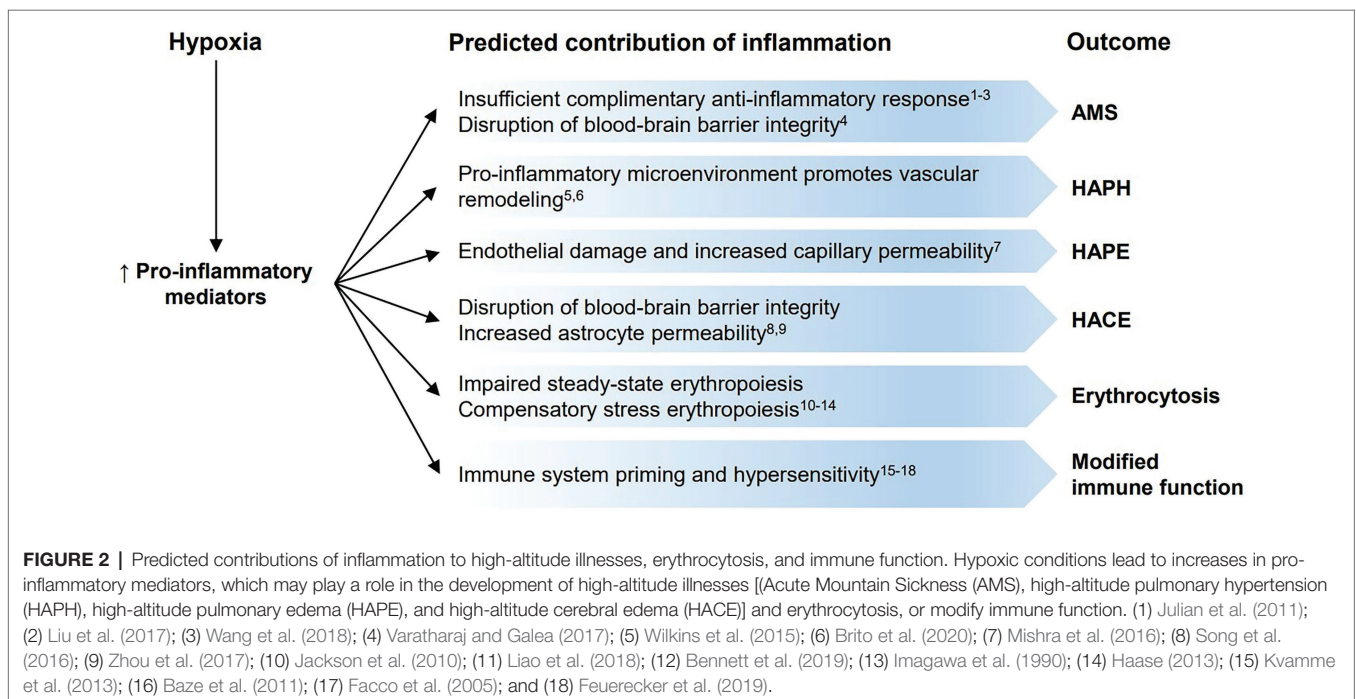 Hypoxia
Predicted contribution of inflammation
Outcome
↑ Pro-inflammatory
mediators
Insufficient complimentary anti-inflammatory response1-3
Disruption of blood-brain barrier integrity4
AMS
Pro-inflammatory microenvironment promotes vascular
remodeling5,6
HAPH
Endothelial damage and increased capillary permeability7
HAPE
Disruption of blood-brain barrier integrity
Increased astrocyte permeability8,9
HACE
Impaired steady-state erythropoiesis
Compensatory stress erythropoiesis10-14
Erythrocytosis
Immune system priming and hypersensitivity15-18
Modified
immune function
FIGURE 2 | Predicted contributions of inflammation to high-altitude illnesses, erythrocytosis, and immune function. Hypoxic conditions lead to increases in pro-
inflammatory mediators, which may play a role in the development of high-altitude illnesses [(Acute Mountain Sickness (AMS), high-altitude pulmonary hypertension
(HAPH), high-altitude pulmonary edema (HAPE), and high-altitude cerebral edema (HACE)] and erythrocytosis, or modify immune function. (1) Julian et al. (2011);
(2) Liu et al. (2017); (3) Wang et al. (2018); (4) Varatharaj and Galea (2017); (5) Wilkins et al. (2015); (6) Brito et al. (2020); (7) Mishra et al. (2016); (8) Song et al.
(2016); (9) Zhou et al. (2017); (10) Jackson et al. (2010); (11) Liao et al. (2018); (12) Bennett et al. (2019); (13) Imagawa et al. (1990); (14) Haase (2013); (15) Kvamme
et al. (2013); (16) Baze et al. (2011); (17) Facco et al. (2005); and (18) Feuerecker et al. (2019).